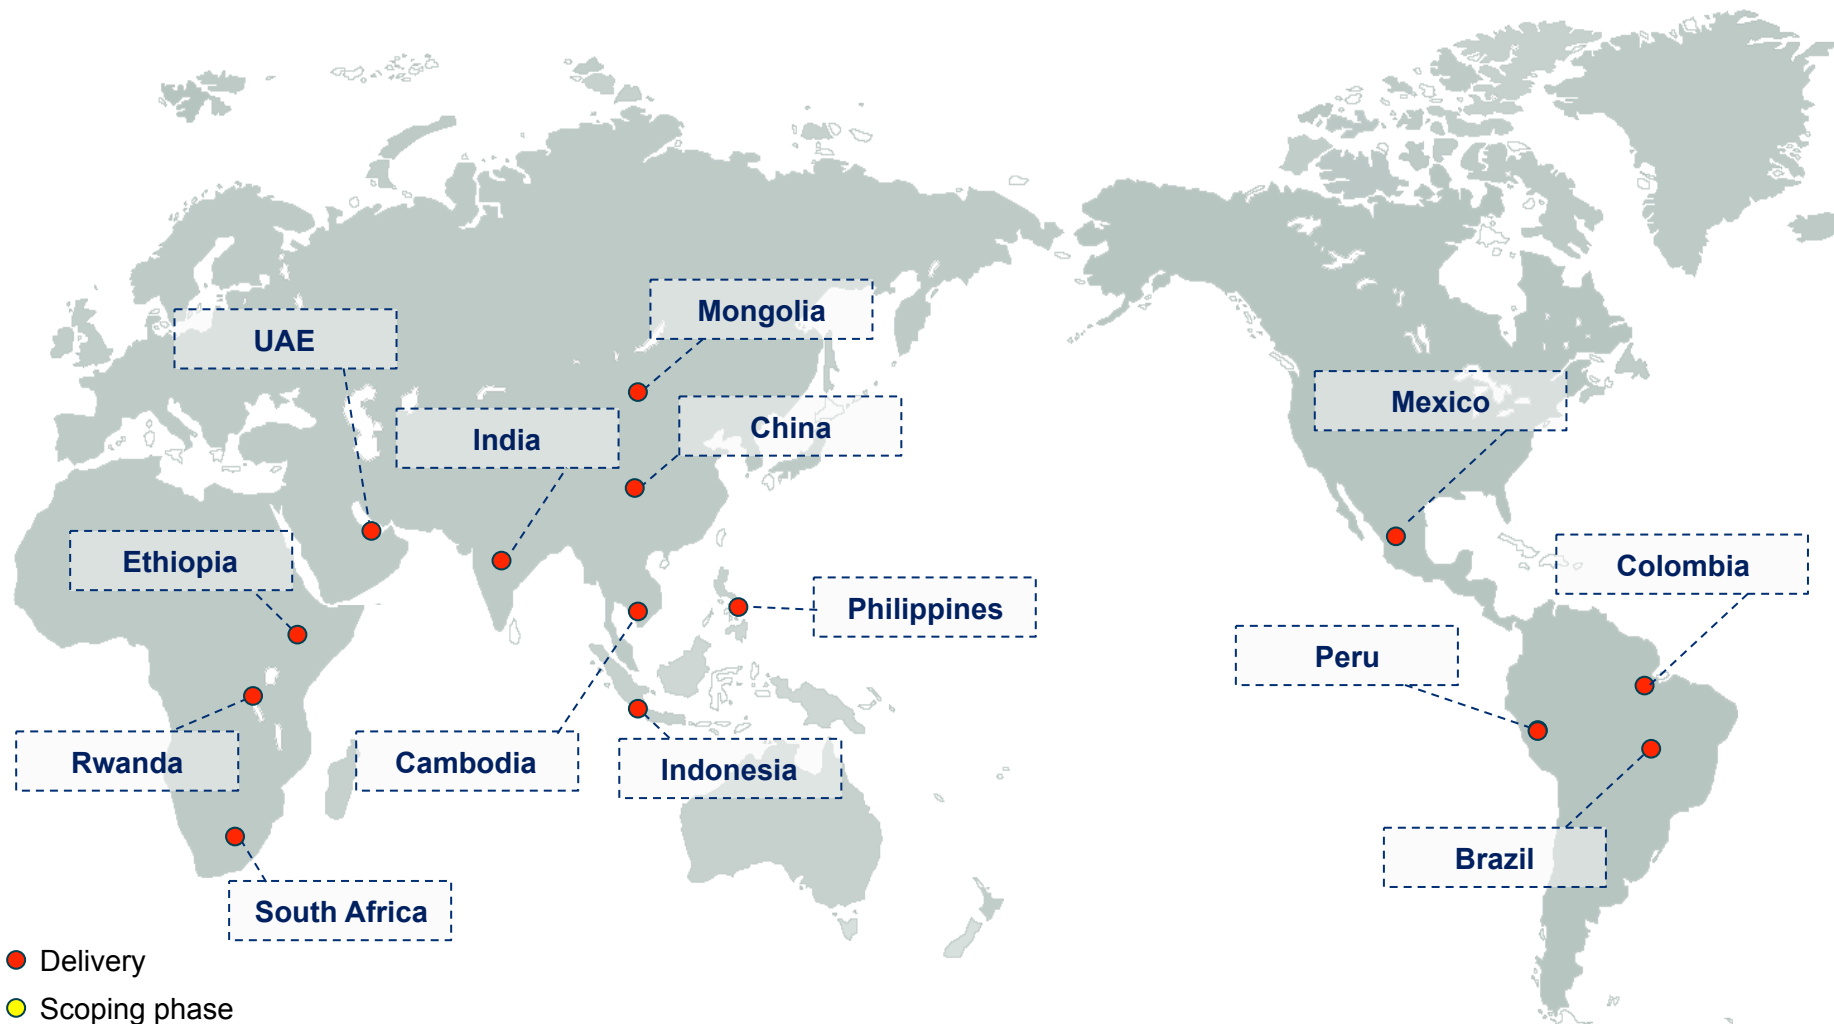 Mongolia
UAE
Mexico
China
India
Ethiopia
Colombia
Philippines
Peru
Rwanda
Cambodia
Indonesia
Brazil
South Africa
Delivery
Scoping phase